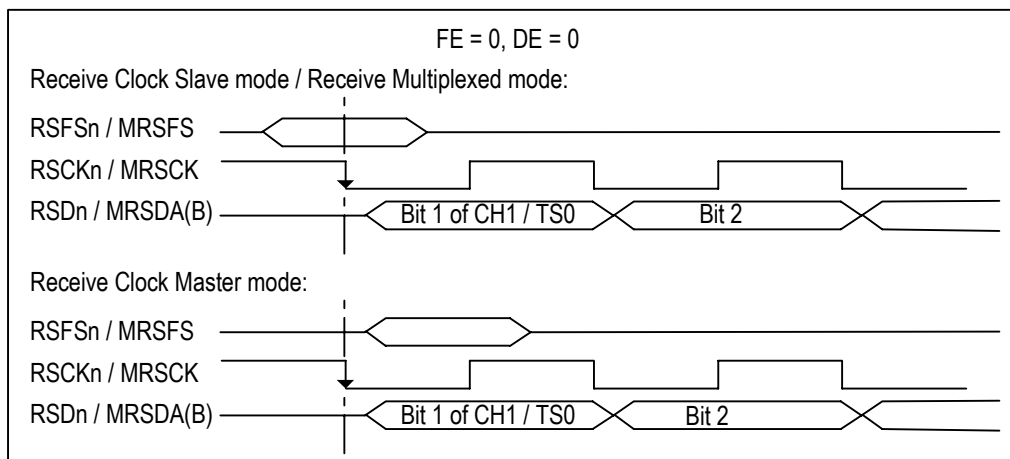 FE = 0, DE = 0
Receive Clock Slave mode / Receive Multiplexed mode:
RSFSn / MRSFS
RSCKn / MRSCK
RSDn / MRSDA(B)
Bit 1 of CH1 / TS0
Bit 2
Receive Clock Master mode:
RSFSn / MRSFS
RSCKn / MRSCK
RSDn / MRSDA(B)
Bit 1 of CH1 / TS0
Bit 2